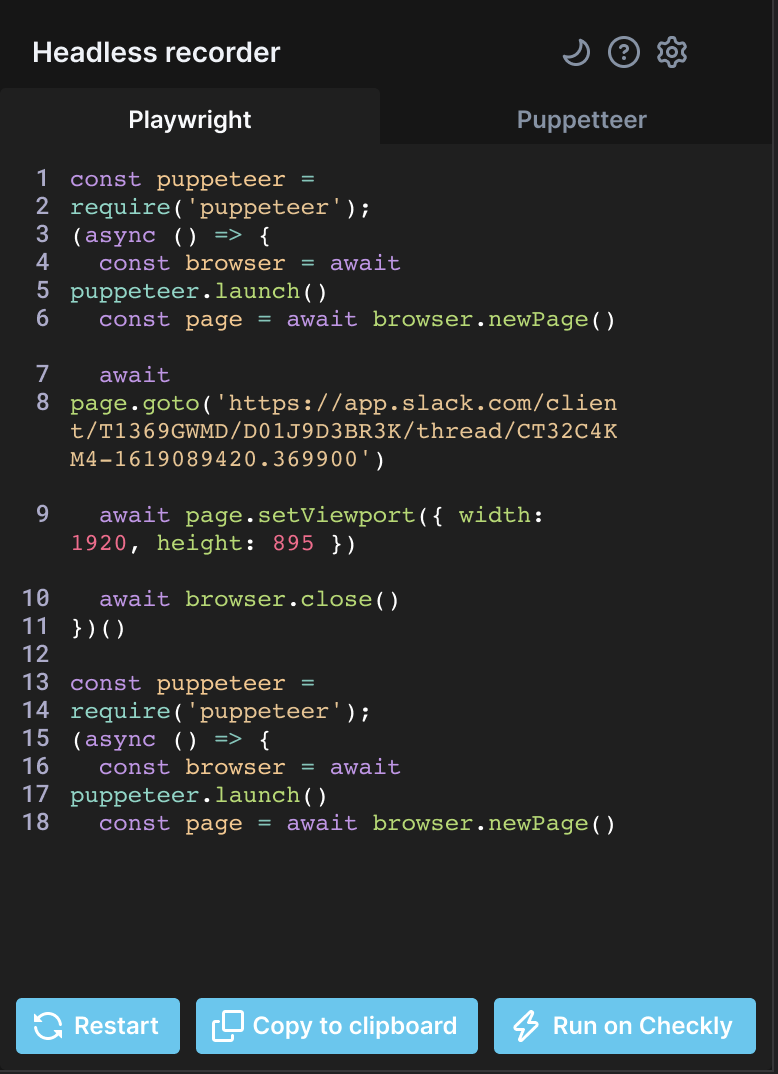 Headless recorder
Playwright
Puppetteer
1 const puppeteer =
2 require('puppeteer');
3 (async () => {
4 const browser = await
5 puppeteer.launch()
6 const page = await browser.newPage()
7 await
8 page.goto('https://app.slack.com/clien
t/T1369GWMD/D01J9D3BR3K/thread/CT32C4K
M4-1619089420.369900')
9 await page.setViewport({ width:
1920, height: 895 })
10 await browser.close()
11 })()
12
13 const puppeteer =
14 require('puppeteer');
15 (async () => {
16 const browser = await
17 puppeteer.launch()
18 const page = await browser.newPage()
Restart
Copy to clipboard
Run on Checkly